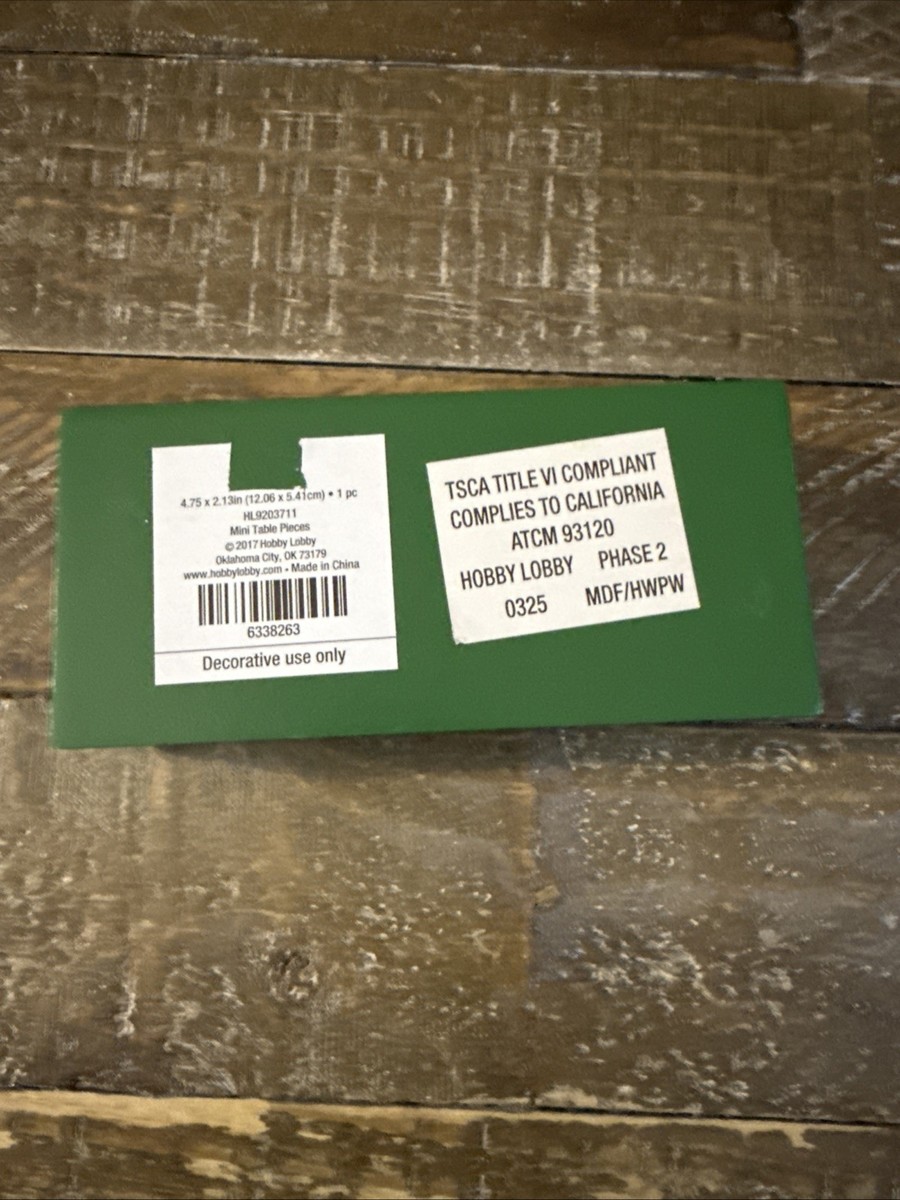 4.75 x 2.13in (12.06 x 5.41cm) • 1 pc
HL9203711
Mini Table Pieces
© 2017 Hobby Lobby
Oklahoma City, OK 73179
www.hobbylobby.com • Made in China
6338263
Decorative use only
TSCA TITLE VI COMPLIANT
COMPLIES TO CALIFORNIA
ATCM 93120
HOBBY LOBBY PHASE 2
0325 MDF/HWPW